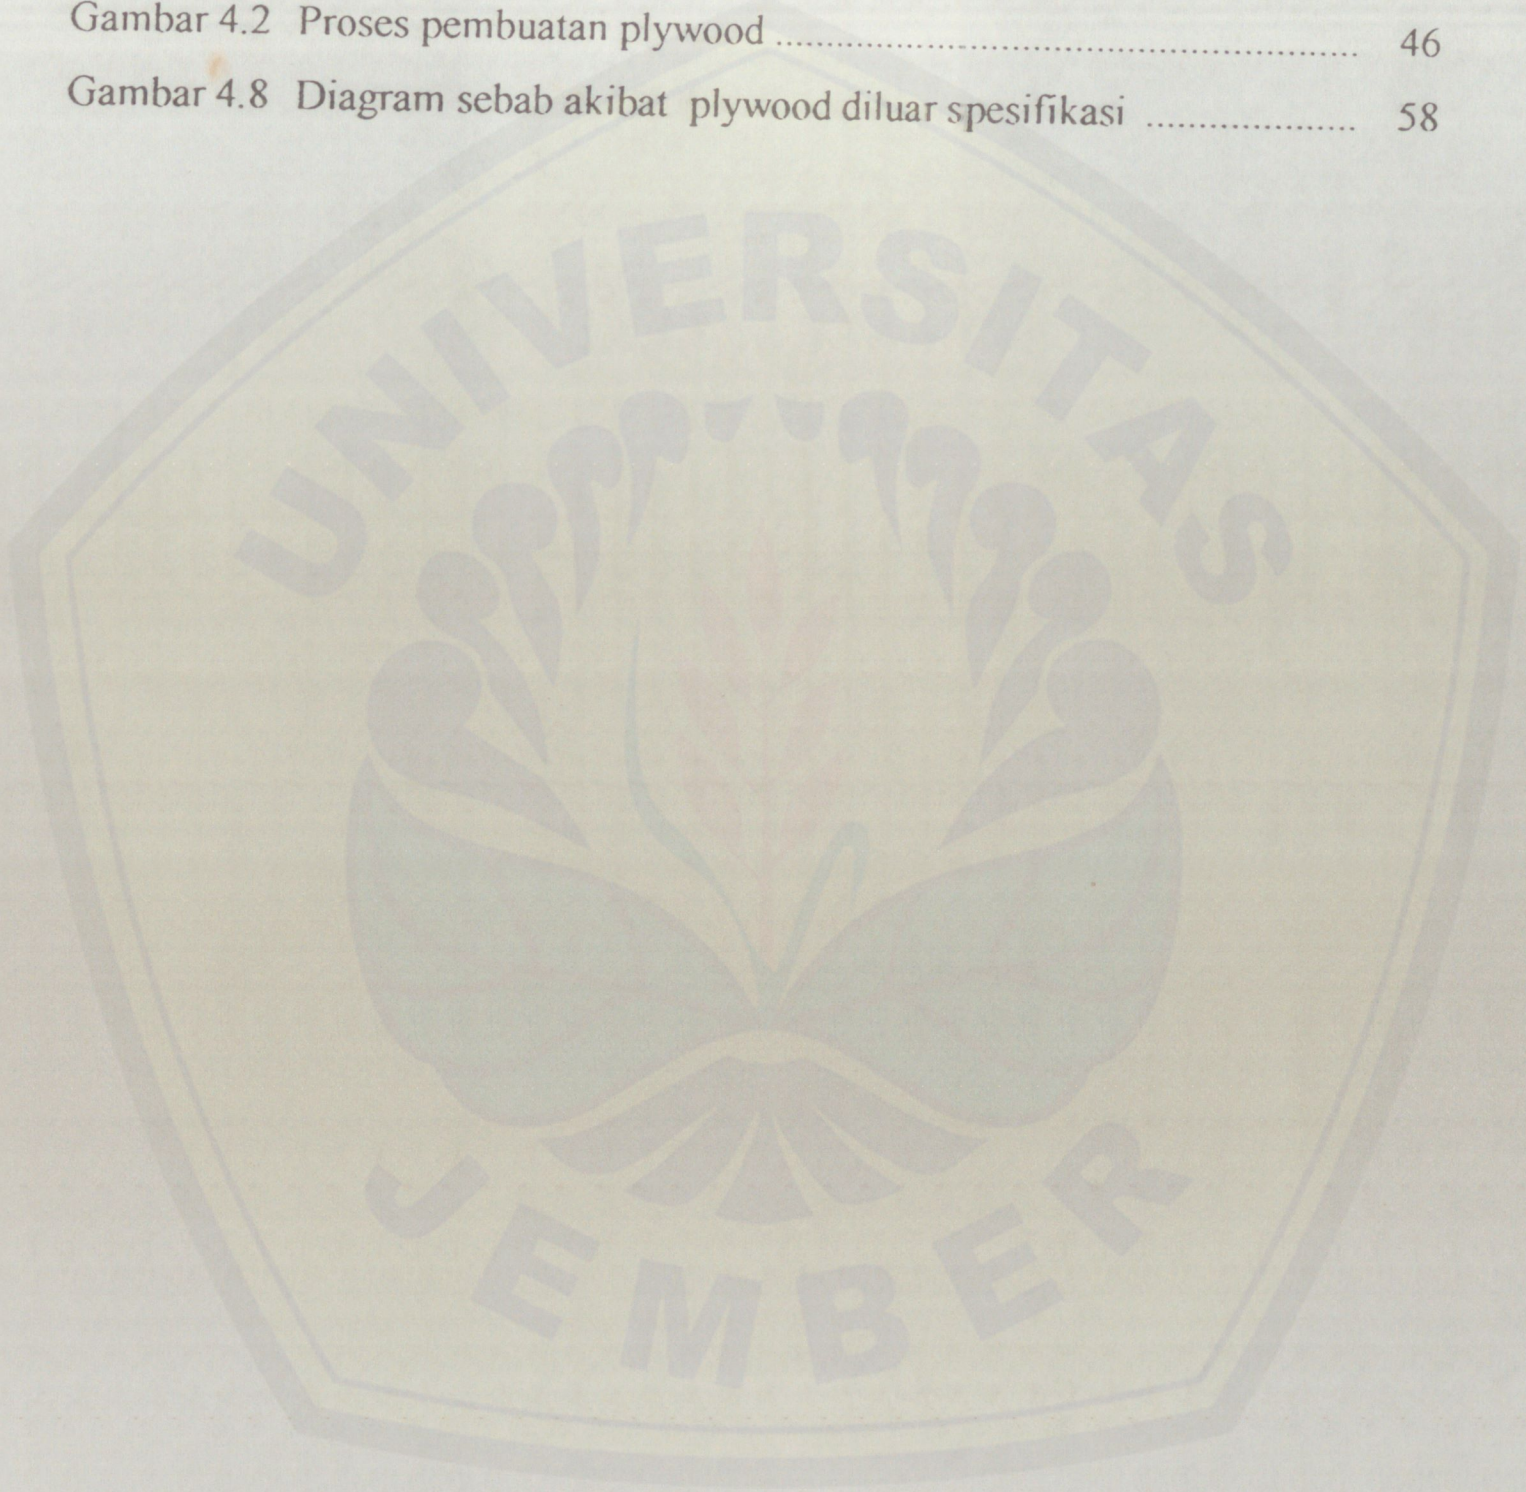 Gambar 4.2 Proses pembuatan plywood .................................................................. 46
Gambar 4.8 Diagram sebab akibat plywood diluar spesifikasi .................... 58
UNIVERSITAS
JEMBER